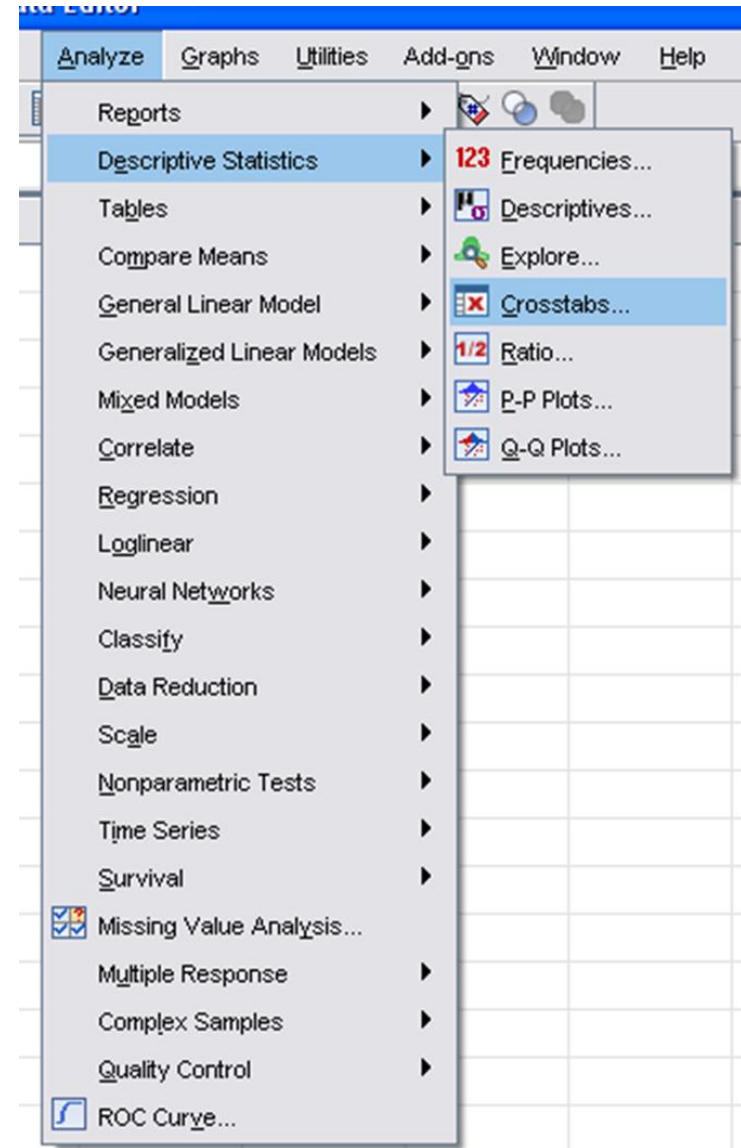 Data Editor
Analyze Graphs Utilities Add-ons Window Help
Reports
Descriptive Statistics
Tables
Compare Means
General Linear Model
Generalized Linear Models
Mixed Models
Correlate
Regression
Loglinear
Neural Networks
Classify
Data Reduction
Scale
Nonparametric Tests
Time Series
Survival
Missing Value Analysis...
Multiple Response
Complex Samples
Quality Control
ROC Curve...
123 Frequencies...
μ σ Descriptives...
Explore...
Crosstabs...
1/2 Ratio...
P-P Plots...
Q-Q Plots...